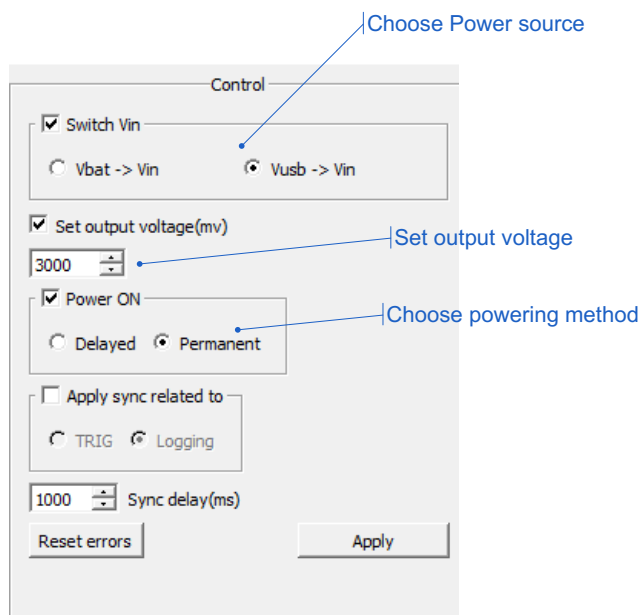 Choose Power source
Control
Switch Vin
Vbat -> Vin
Vusb -> Vin
Set output voltage(mv)
Set output voltage
3000
Power ON
Choose powering method
Delayed
Permanent
Apply sync related to
TRIG
Logging
1000
Sync delay(ms)
Reset errors
Apply